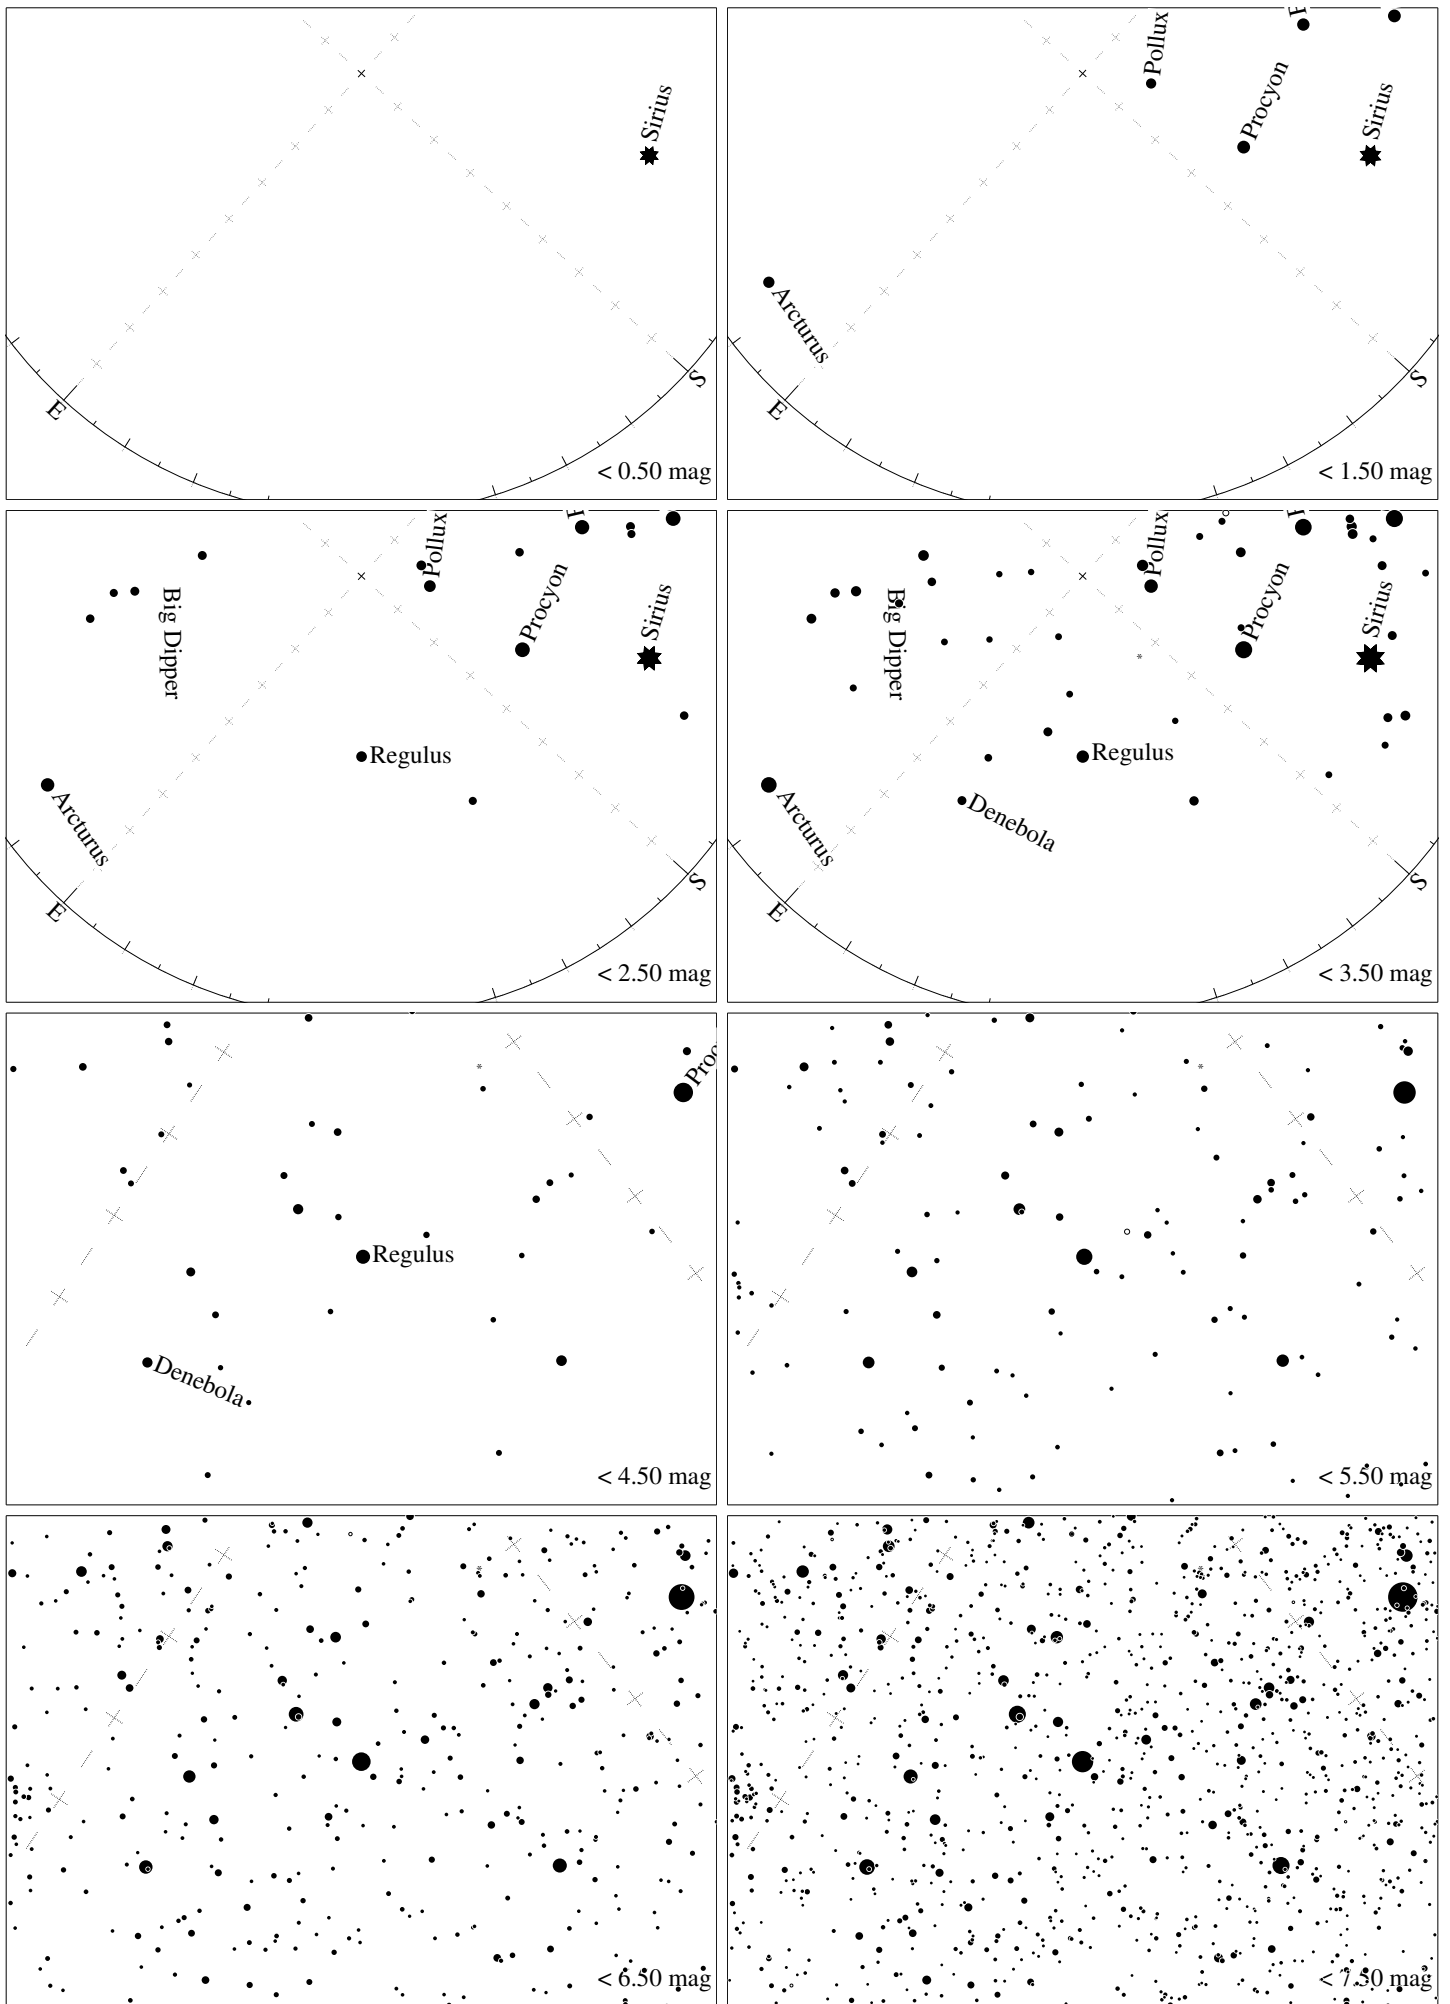 Sirius
E
S
< 0.50 mag
Pollux
Procyon
Sirius
Arcturus
E
S
< 1.50 mag
Pollux
Big Dipper
Procyon
Sirius
Regulus
Arcturus
E
S
< 2.50 mag
Pollux
Big Dipper
Procyon
Sirius
Regulus
Arcturus
Denebola
E
S
< 3.50 mag
Proc
Regulus
Denebola
< 4.50 mag
< 5.50 mag
< 6.50 mag
< 7.50 mag